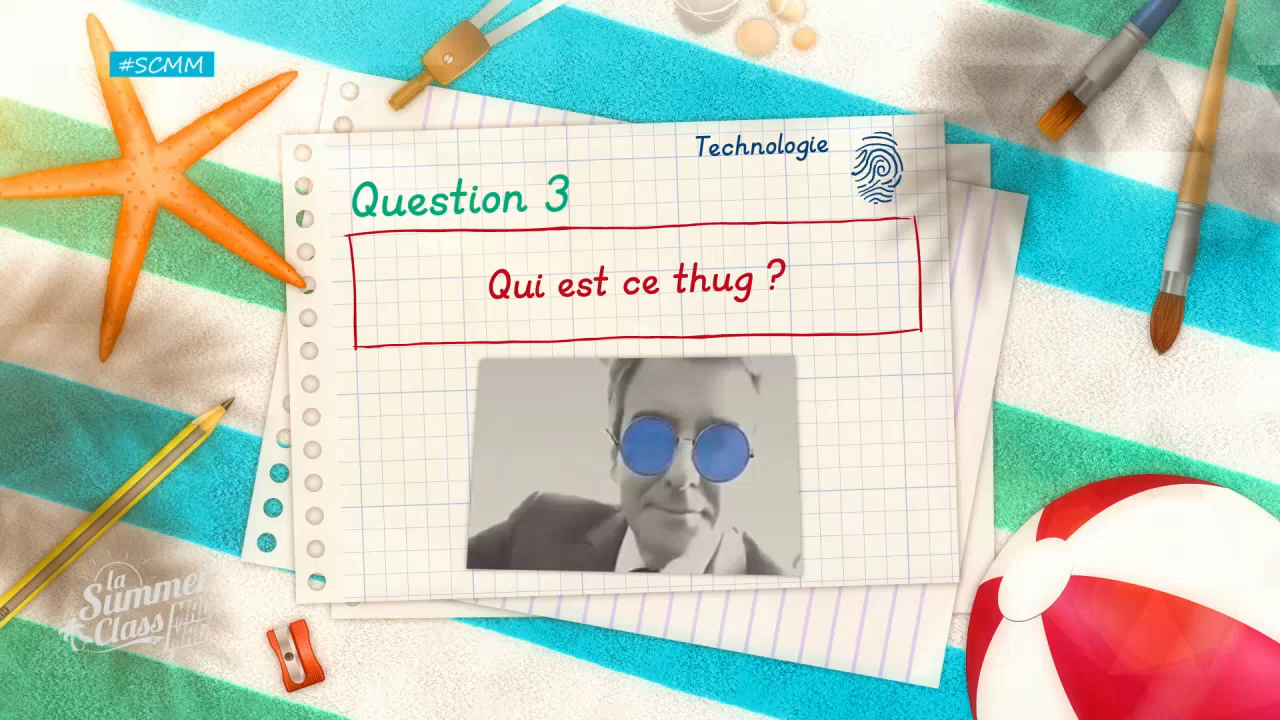 #SCMM
Technologie
Question 3
Qui est ce thug ?
la
Summer
Class